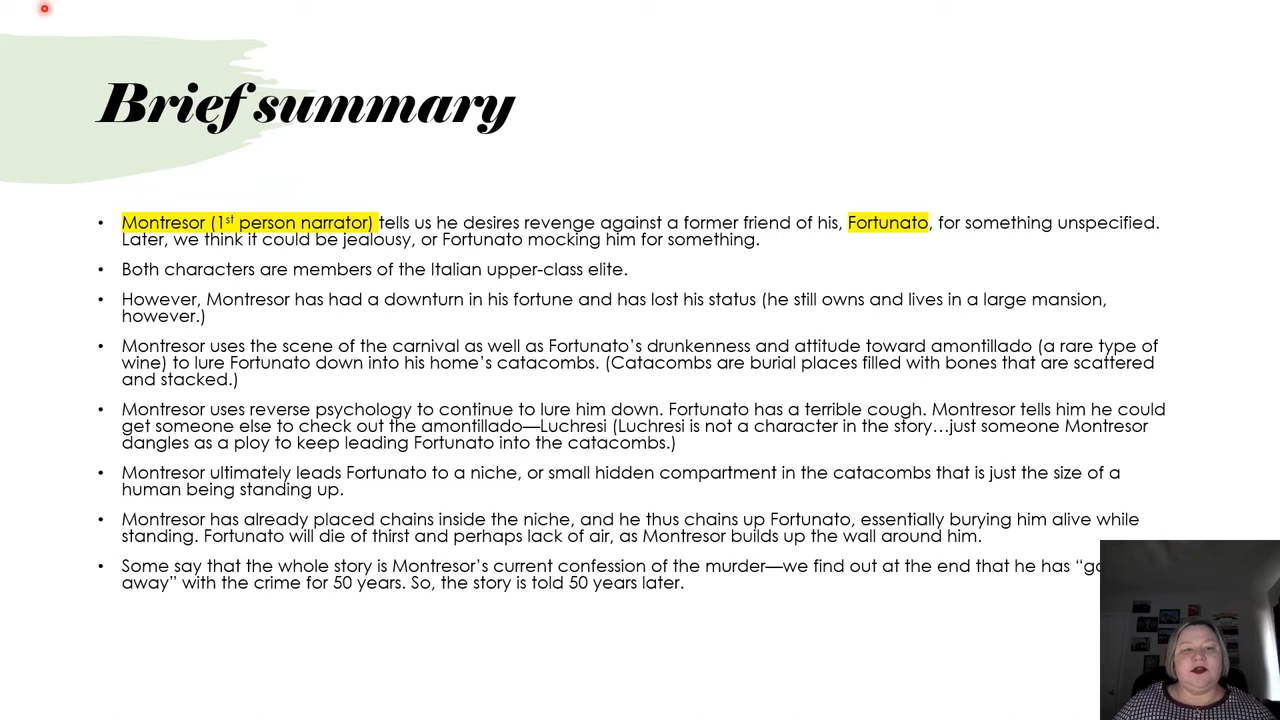 Brief summary
• Montresor (1st person narrator) tells us he desires revenge against a former friend of his, Fortunato, for something unspecified.
Later, we think it could be jealousy, or Fortunato mocking him for something.
• Both characters are members of the Italian upper-class elite.
• However, Montresor has had a downturn in his fortune and has lost his status (he still owns and lives in a large mansion,
however.)
• Montresor uses the scene of the carnival as well as Fortunato’s drunkenness and attitude toward amontillado (a rare type of
wine) to lure Fortunato down into his home’s catacombs. (Catacombs are burial places filled with bones that are scattered
and stacked.)
• Montresor uses reverse psychology to continue to lure him down. Fortunato has a terrible cough. Montresor tells him he could
get someone else to check out the amontillado—Luchresi (Luchresi is not a character in the story…just someone Montresor
dangles as a ploy to keep leading Fortunato into the catacombs.)
• Montresor ultimately leads Fortunato to a niche, or small hidden compartment in the catacombs that is just the size of a
human being standing up.
• Montresor has already placed chains inside the niche, and he thus chains up Fortunato, essentially burying him alive while
standing. Fortunato will die of thirst and perhaps lack of air, as Montresor builds up the wall around him.
• Some say that the whole story is Montresor’s current confession of the murder—we find out at the end that he has
away” with the crime for 50 years. So, the story is told 50 years later.